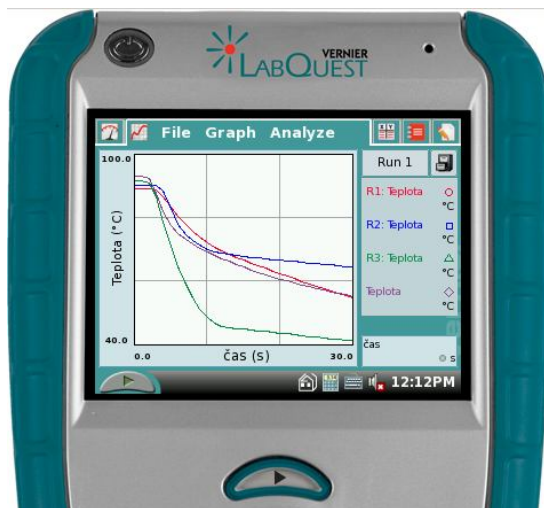 VERNIER
LABQUEST
File Graph Analyze
Run 1
100.0
Teplota (°C)
40.0
0.0
čas (s)
30.0
R1: Teplota
°C
R2: Teplota
°C
R3: Teplota
°C
Teplota
°C
čas
s
12:12PM